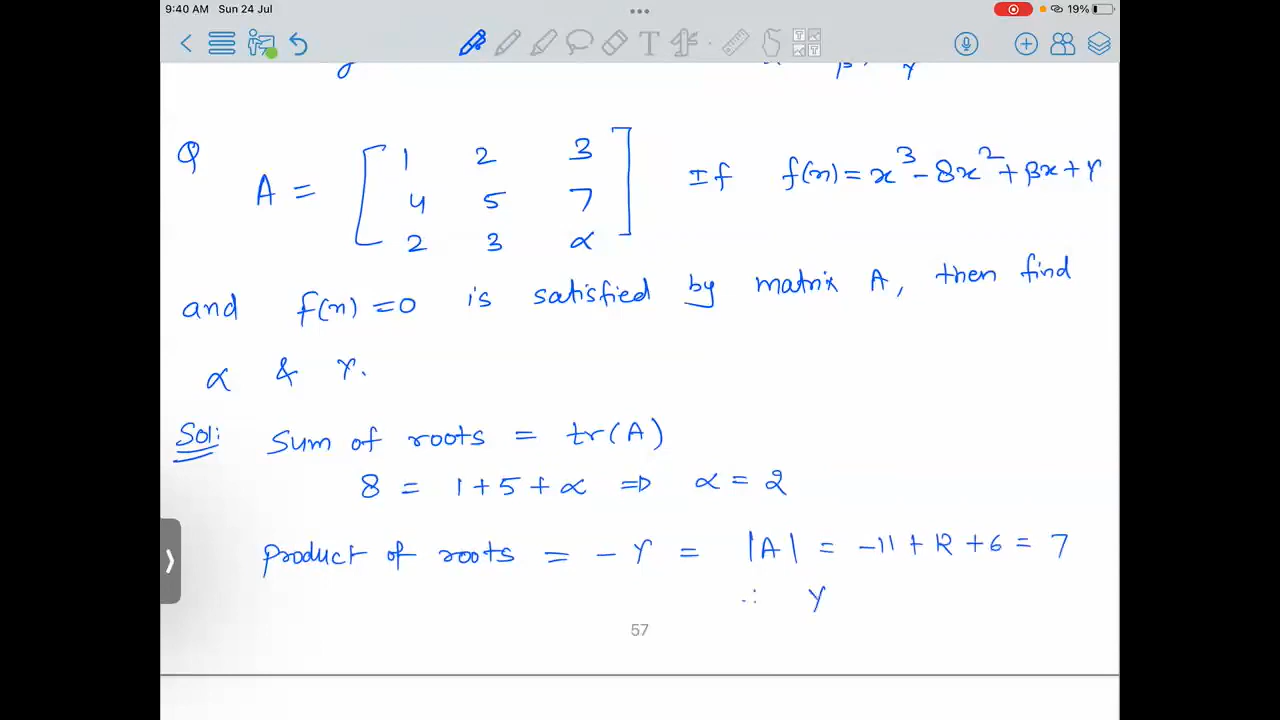 9:40 AM Sun 24 Jul
19%
Q A = [ 1 2 3 If f(x) = x³ - 8x² + βx + γ
4 5 7
2 3 α ]
and f(x) = 0 is satisfied by matrix A, then find
α & γ.
Sol: Sum of roots = tr(A)
8 = 1 + 5 + α ⇒ α = 2
Product of roots = - γ = |A| = -11 + 12 + 6 = 7
∴ γ
57